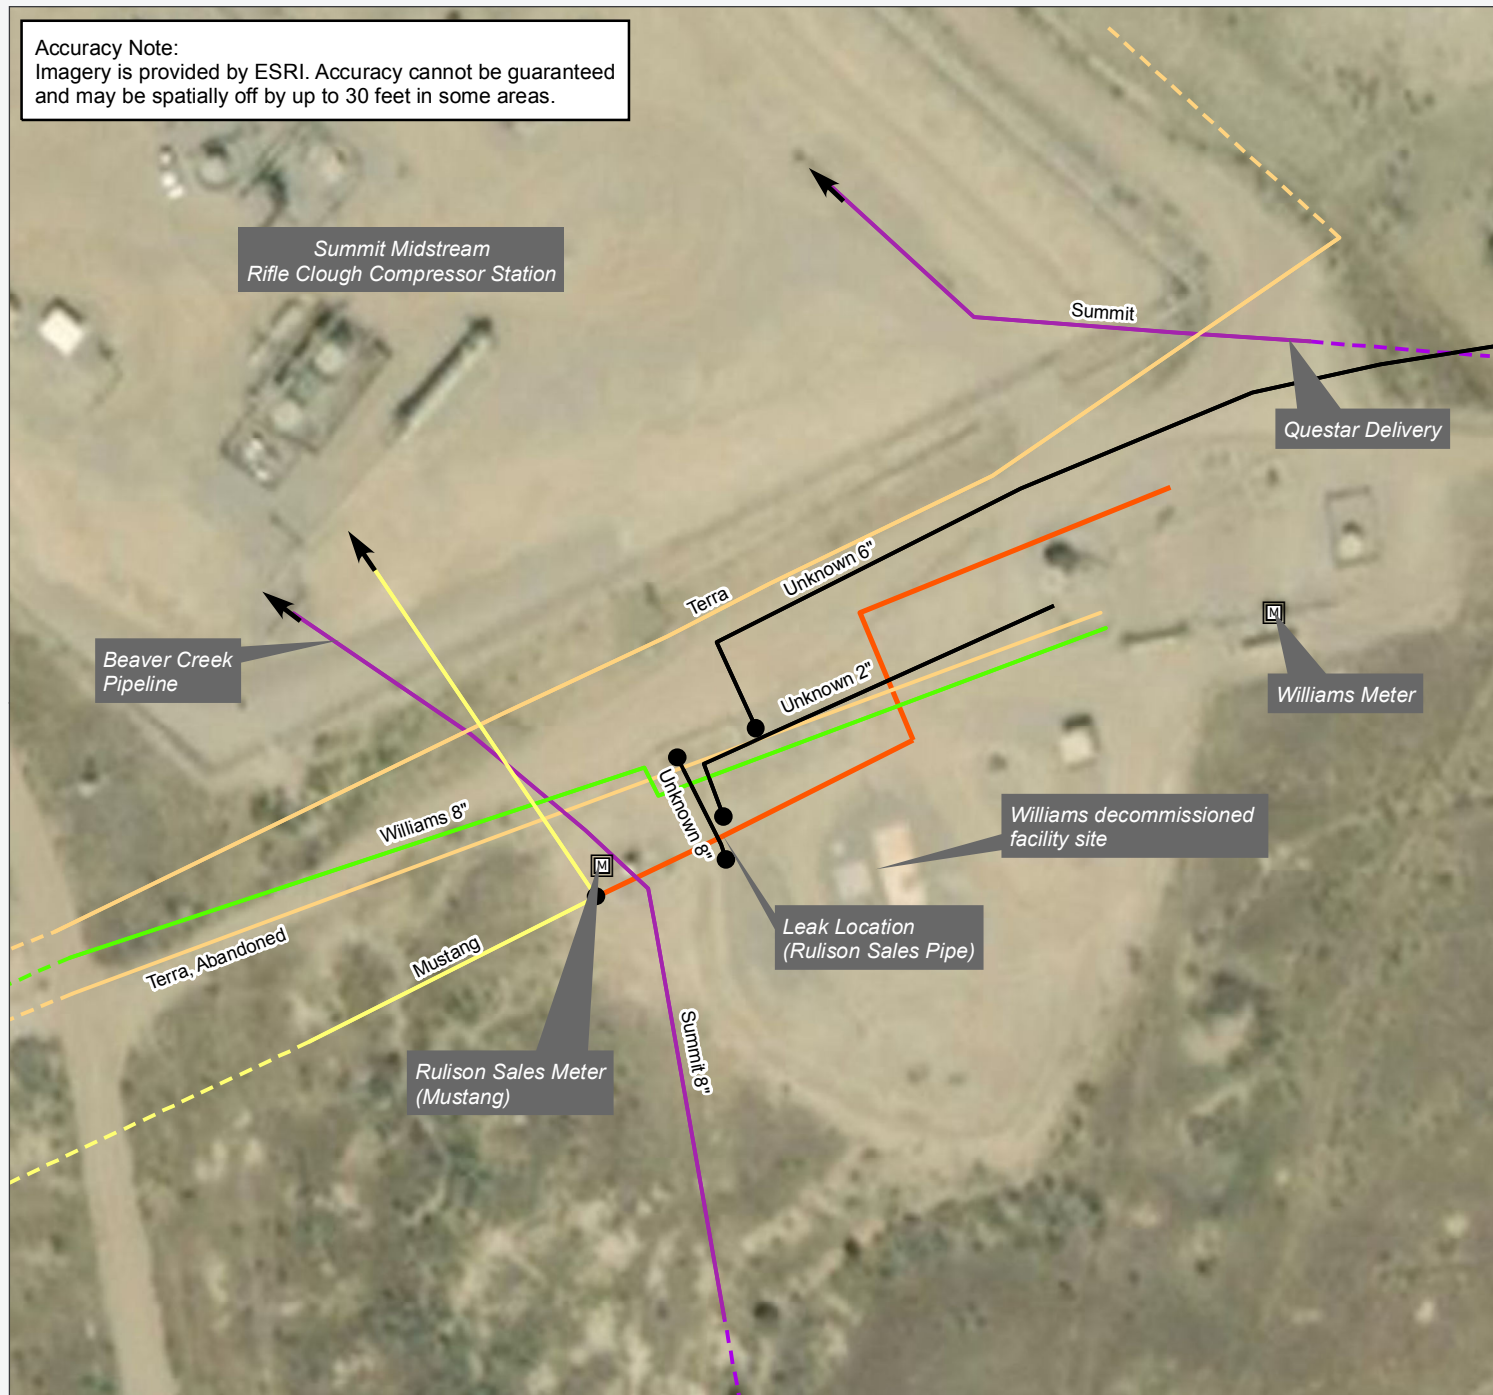 Accuracy Note:
Imagery is provided by ESRI. Accuracy cannot be guaranteed
and may be spatially off by up to 30 feet in some areas.
Summit Midstream
Rifle Clough Compressor Station
Summit
Questar Delivery
Unknown 6"
Terra
Beaver Creek
Pipeline
M
Williams Meter
Unknown 2"
Unknown 8"
Williams 8"
Williams decommissioned
facility site
M
Leak Location
(Rulison Sales Pipe)
Terra, Abandoned
Mustang
Summit 8"
Rulison Sales Meter
(Mustang)